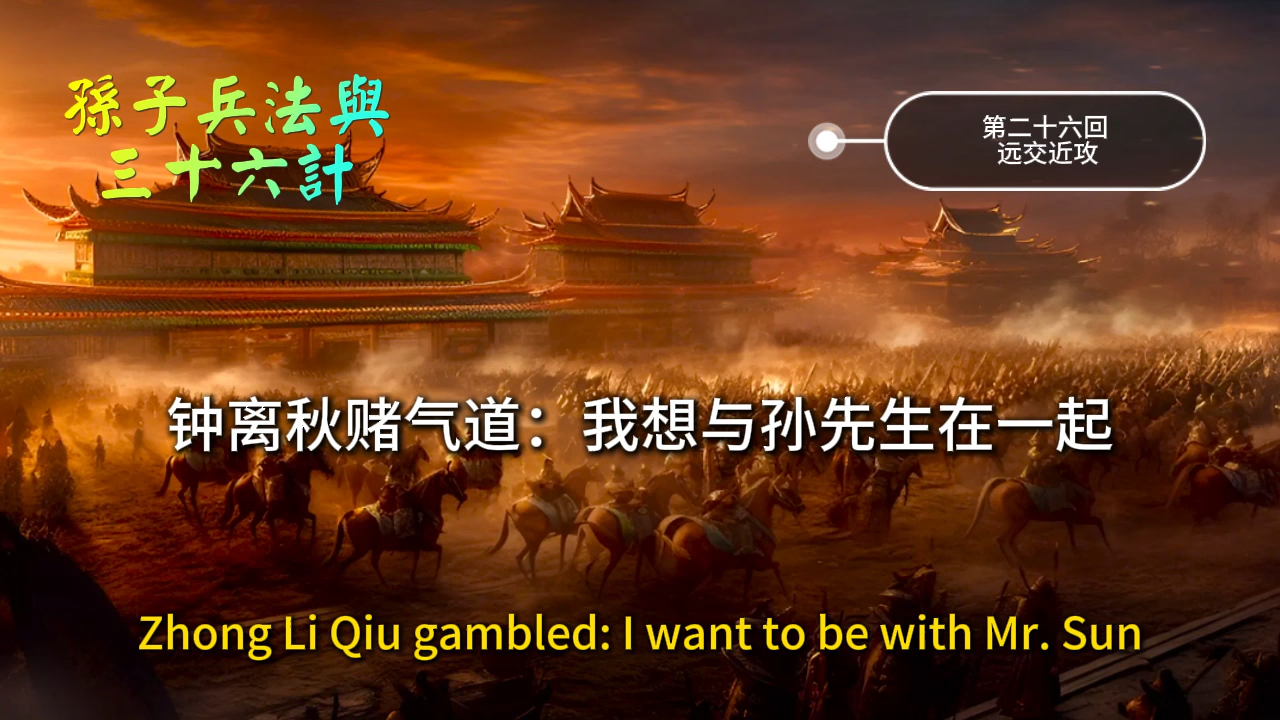 孫子兵法與
三十六計
第二十六回
远交近攻
钟离秋赌气道：我想与孙先生在一起
Zhong Li Qiu gambled: I want to be with Mr. Sun